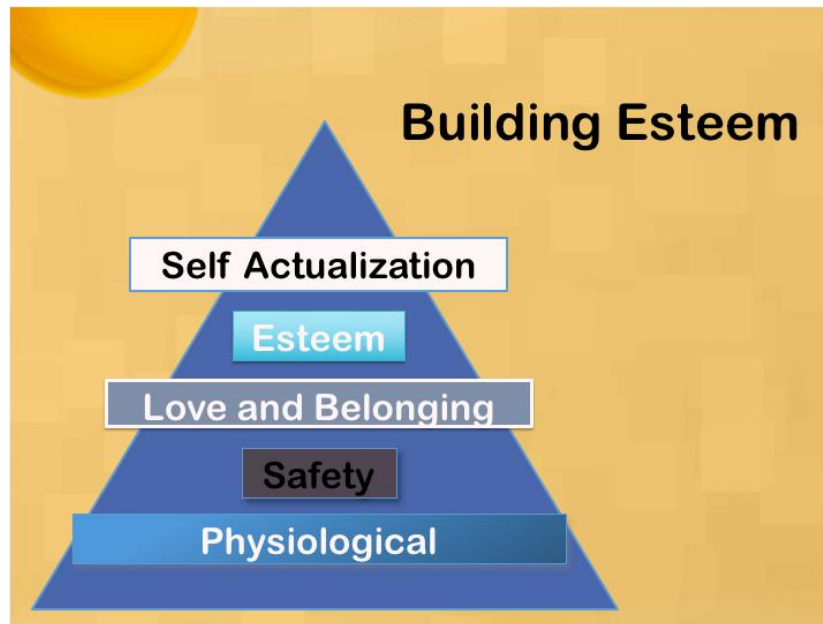 Building Esteem
Self Actualization
Esteem
Love and Belonging
Safety
Physiological